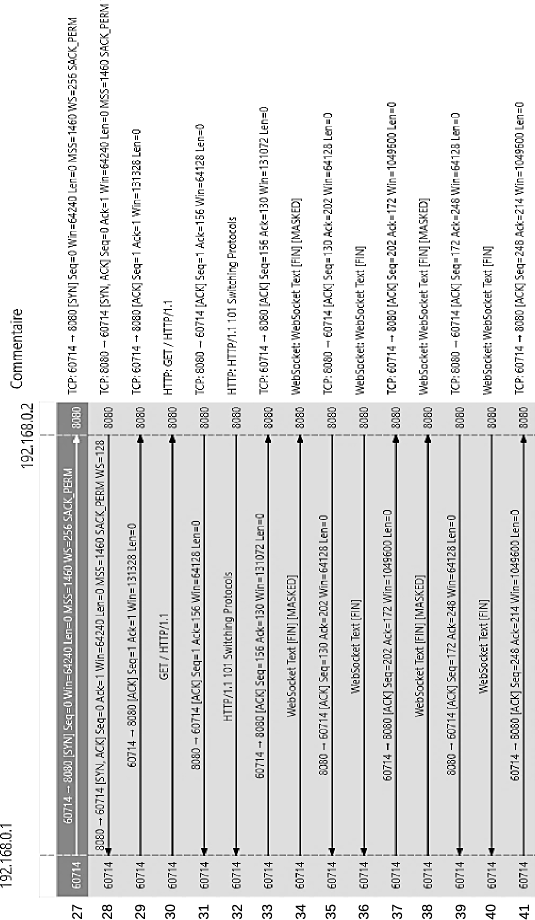 192.168.0.1 192.168.0.2 Commentaire
27 60714 60714 → 8080 [SYN] Seq=0 Win=64240 Len=0 MSS=1460 WS=256 SACK_PERM 8080 TCP: 60714 → 8080 [SYN] Seq=0 Win=64240 Len=0 MSS=1460 WS=256 SACK_PERM
28 60714 8080 → 60714 [SYN, ACK] Seq=0 Ack=1 Win=64240 Len=0 MSS=1460 SACK_PERM WS=128 8080 TCP: 8080 → 60714 [SYN, ACK] Seq=0 Ack=1 Win=64240 Len=0 MSS=1460 SACK_PERM
29 60714 60714 → 8080 [ACK] Seq=1 Ack=1 Win=131328 Len=0 8080 TCP: 60714 → 8080 [ACK] Seq=1 Ack=1 Win=131328 Len=0
30 60714 GET / HTTP/1.1 8080 HTTP: GET / HTTP/1.1
31 60714 8080 → 60714 [ACK] Seq=1 Ack=156 Win=64128 Len=0 8080 TCP: 8080 → 60714 [ACK] Seq=1 Ack=156 Win=64128 Len=0
32 60714 HTTP/1.1 101 Switching Protocols 8080 HTTP: HTTP/1.1 101 Switching Protocols
33 60714 60714 → 8080 [ACK] Seq=156 Ack=130 Win=131072 Len=0 8080 TCP: 60714 → 8080 [ACK] Seq=156 Ack=130 Win=131072 Len=0
34 60714 WebSocket Text [FIN] [MASKED] 8080 WebSocket: WebSocket Text [FIN] [MASKED]
35 60714 8080 → 60714 [ACK] Seq=130 Ack=202 Win=64128 Len=0 8080 TCP: 8080 → 60714 [ACK] Seq=130 Ack=202 Win=64128 Len=0
36 60714 WebSocket Text [FIN] 8080 WebSocket: WebSocket Text [FIN]
37 60714 60714 → 8080 [ACK] Seq=202 Ack=172 Win=1049600 Len=0 8080 TCP: 60714 → 8080 [ACK] Seq=202 Ack=172 Win=1049600 Len=0
38 60714 WebSocket Text [FIN] [MASKED] 8080 WebSocket: WebSocket Text [FIN] [MASKED]
39 60714 8080 → 60714 [ACK] Seq=172 Ack=248 Win=64128 Len=0 8080 TCP: 8080 → 60714 [ACK] Seq=172 Ack=248 Win=64128 Len=0
40 60714 WebSocket Text [FIN] 8080 WebSocket: WebSocket Text [FIN]
41 60714 60714 → 8080 [ACK] Seq=248 Ack=214 Win=1049600 Len=0 8080 TCP: 60714 → 8080 [ACK] Seq=248 Ack=214 Win=1049600 Len=0